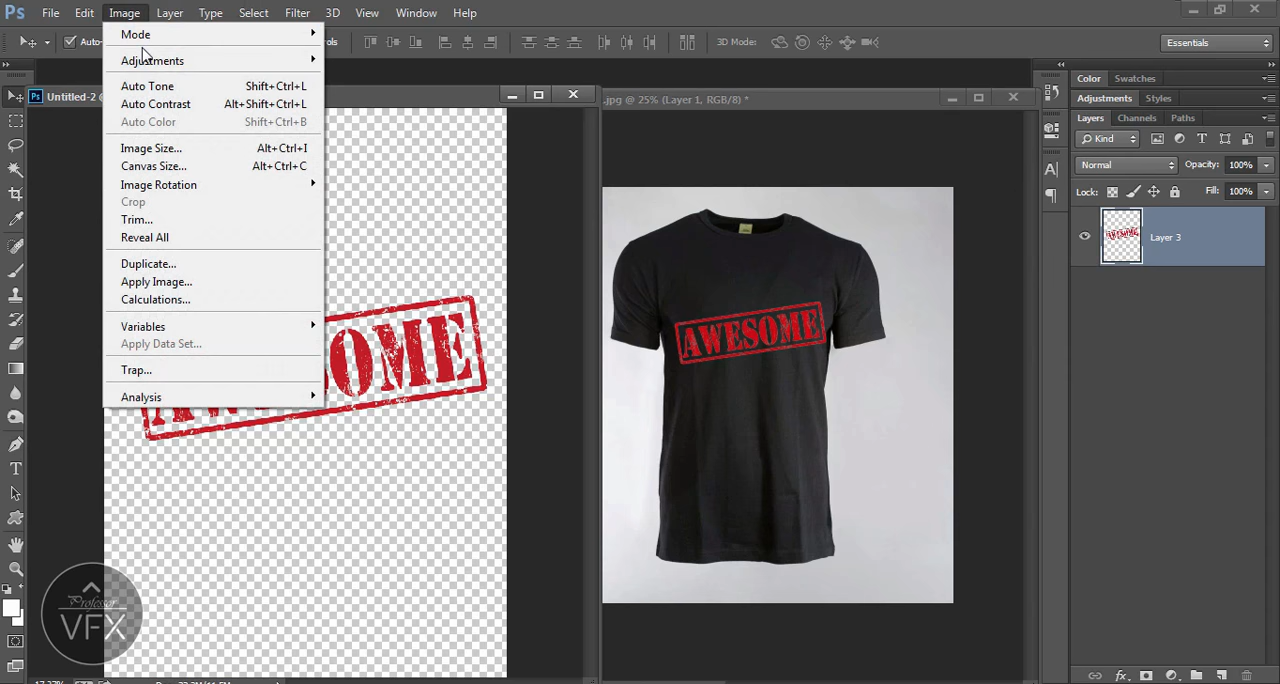 Ps File Edit Image Layer Type Select Filter 3D View Window Help
Auto- 3D Mode: Essentials
Untitled-2 @
.jpg @ 25% (Layer 1, RGB/8) *
Mode
Adjustments
Auto Tone Shift+Ctrl+L
Auto Contrast Alt+Shift+Ctrl+L
Auto Color Shift+Ctrl+B
Image Size... Alt+Ctrl+I
Canvas Size... Alt+Ctrl+C
Image Rotation
Crop
Trim...
Reveal All
Duplicate...
Apply Image...
Calculations...
Variables
Apply Data Set...
Trap...
Analysis
AWESOME
Color Swatches
Adjustments Styles
Layers Channels Paths
Kind
Normal Opacity: 100%
Lock: Fill: 100%
Layer 3
Professor
VFX